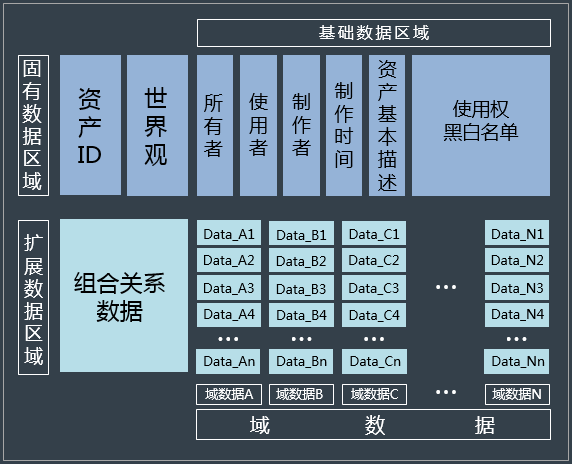 基础数据区域
固有数据区域
资产
ID
世界观
所有者
使用者
制作者
制作时间
资产基本描述
使用权
黑白名单
扩展数据区域
组合关系
数据
Data_A1 Data_B1 Data_C1 Data_N1
Data_A2 Data_B2 Data_C2 Data_N2
Data_A3 Data_B3 Data_C3 ... Data_N3
Data_A4 Data_B4 Data_C4 Data_N4
... ... ... ...
Data_An Data_Bn Data_Cn Data_Nn
域数据A 域数据B 域数据C ... 域数据N
域 数 据